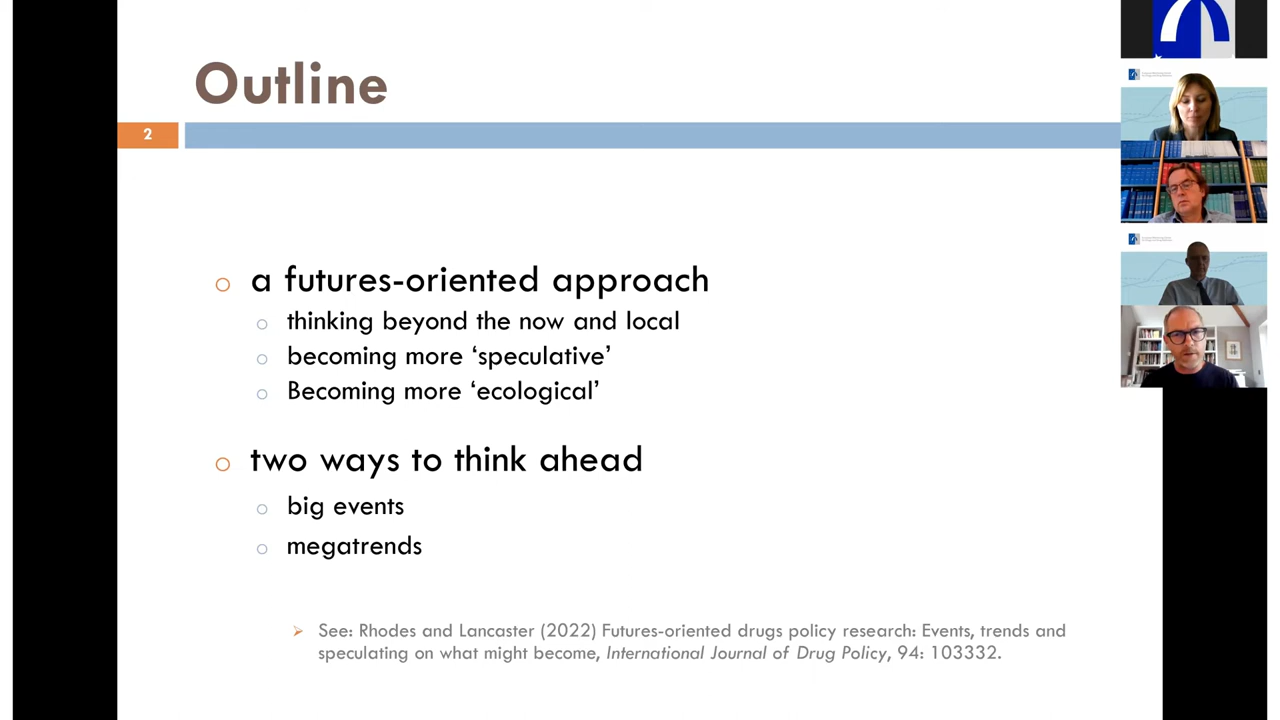 Outline
2
a futures-oriented approach
thinking beyond the now and local
becoming more ‘speculative’
Becoming more ‘ecological’
two ways to think ahead
big events
megatrends
See: Rhodes and Lancaster (2022) Futures-oriented drugs policy research: Events, trends and
speculating on what might become, International Journal of Drug Policy, 94: 103332.